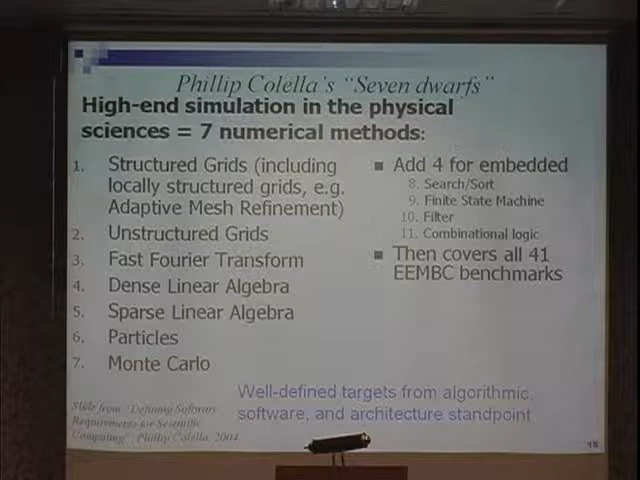 Phillip Colella's "Seven dwarfs"
High-end simulation in the physical
sciences = 7 numerical methods:
1. Structured Grids (including
locally structured grids, e.g.
Adaptive Mesh Refinement)
2. Unstructured Grids
3. Fast Fourier Transform
4. Dense Linear Algebra
5. Sparse Linear Algebra
6. Particles
7. Monte Carlo
Add 4 for embedded
8. Search/Sort
9. Finite State Machine
10. Filter
11. Combinational logic
Then covers all 41
EEMBC benchmarks
Well-defined targets from algorithmic,
software, and architecture standpoint
Slide from "Defining Software
Requirements for Scientific
Computing", Phillip Colella, 2004